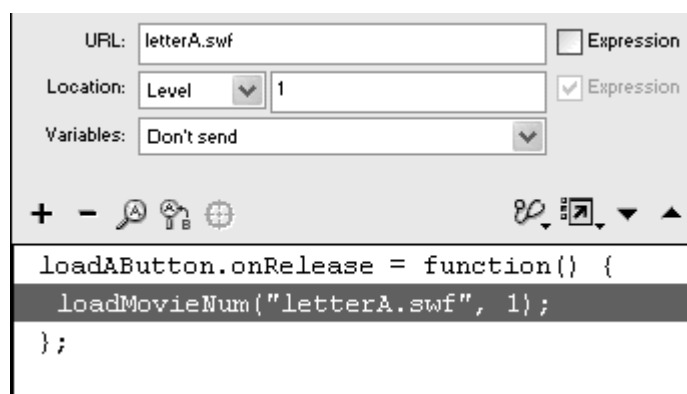 URL: letterA.swf Expression
Location: Level 1 Expression
Variables: Don't send
loadAButton.onRelease = function() {
loadMovieNum("letterA.swf", 1);
};